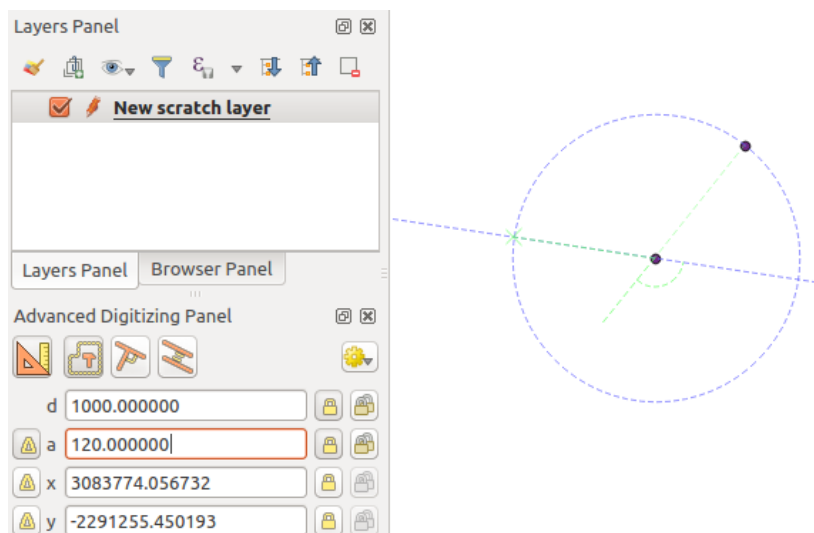 Layers Panel
New scratch layer
Layers Panel Browser Panel
Advanced Digitizing Panel
d 1000.000000
a 120.000000
x 3083774.056732
y -2291255.450193